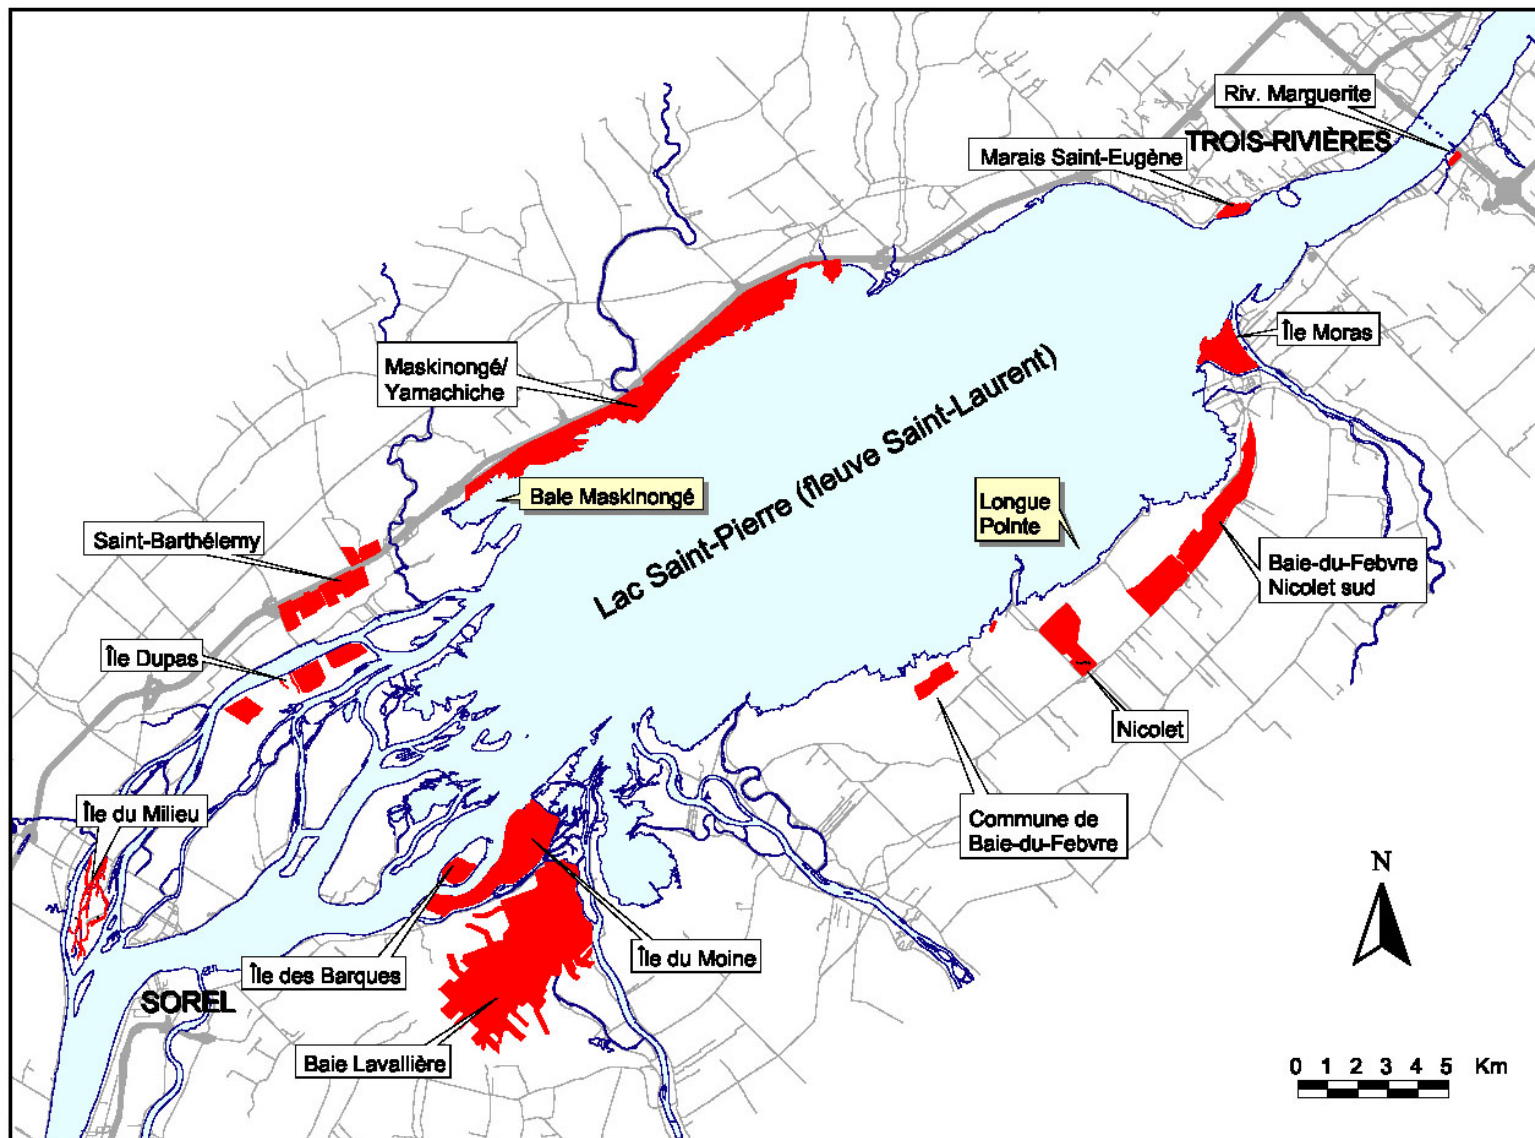 Riv. Marguerite
TROIS-RIVIÈRES
Marais Saint-Eugène
Île Moras
Maskinongé/
Yamachiche
Lac Saint-Pierre (fleuve Saint-Laurent)
Baie Maskinongé
Longue
Pointe
Saint-Barthélemy
Baie-du-Febvre
Nicolet sud
Île Dupas
Nicolet
Île du Milieu
Commune de
Baie-du-Febvre
N
Île du Moine
Île des Barques
SOREL
Baie Lavallière
0 1 2 3 4 5 Km